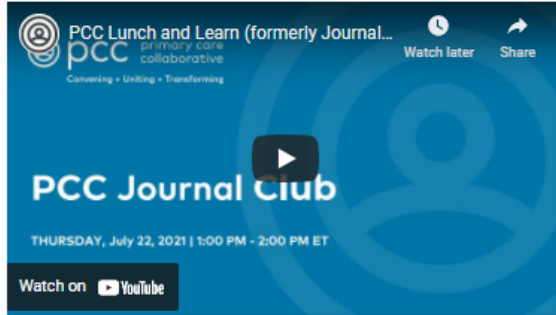 PCC Lunch and Learn (formerly Journal...
Watch later
Share
pcc primary care
collaborative
Convening • Uniting • Transforming
PCC Journal Club
THURSDAY, July 22, 2021 | 1:00 PM - 2:00 PM ET
Watch on YouTube